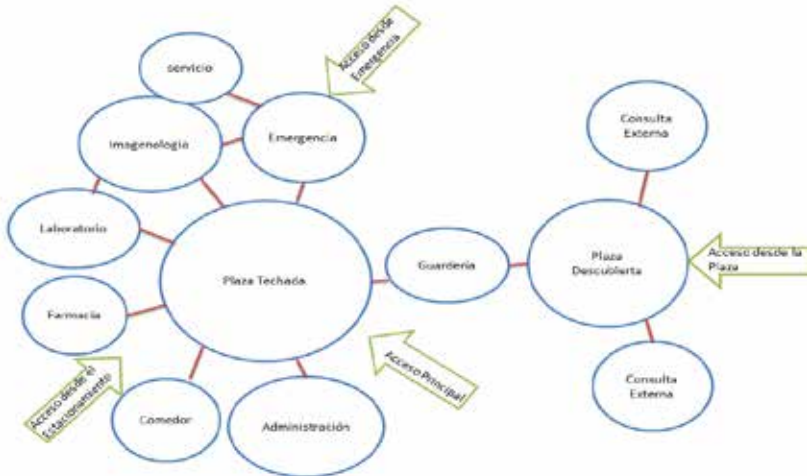 servicio
Acceso desde
Emergencia
Imagenología
Emergencia
Consulta
Externa
Laboratorio
Plaza Techada
Guardería
Plaza
Descubierta
Acceso desde la
Plaza
Farmacia
Acceso desde el
Estacionamiento
Acceso Principal
Comedor
Administración
Consulta
Externa